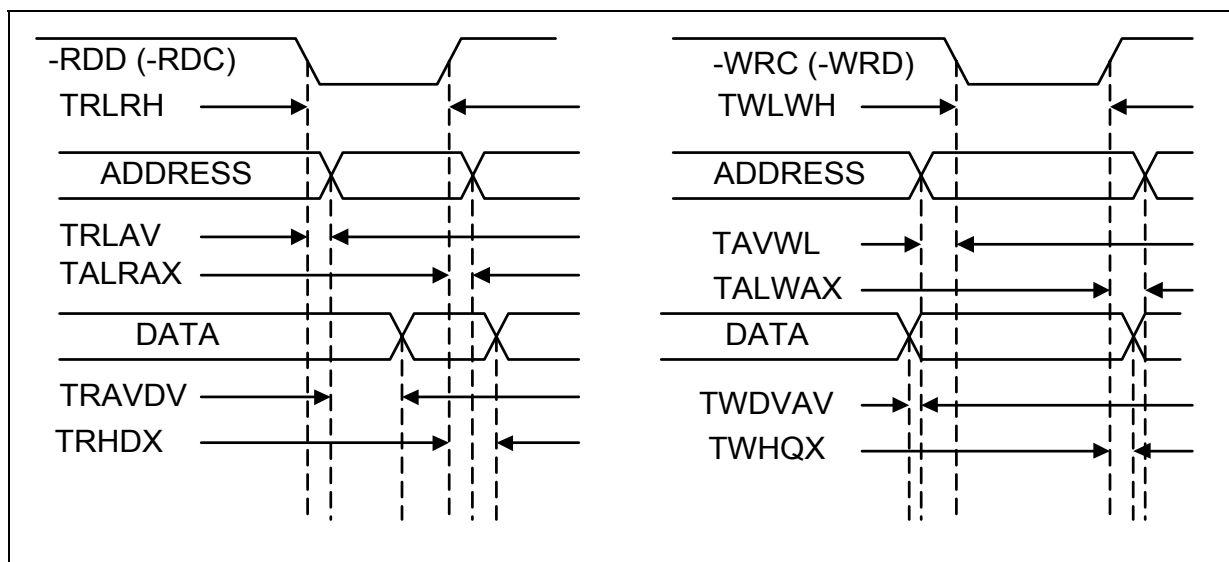 -RDD (-RDC)
TRLRH
ADDRESS
TRLAV
TALRAX
DATA
TRAVDV
TRHDX
-WRC (-WRD)
TWLWH
ADDRESS
TAVWL
TALWAX
DATA
TWDVAV
TWHQX